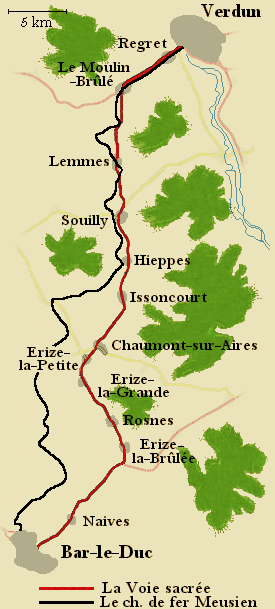 Verdun
5 km
Regret
Le Moulin
-Brûlé
Lemmes
Souilly
Hieppes
Issoncourt
Chaumont-sur-Aires
Erize-
la-Petite
Erize-
la-Grande
Rosnes
Erize-
la-Brûlée
Naives
Bar-le-Duc
La Voie sacrée
Le ch. de fer Meusien